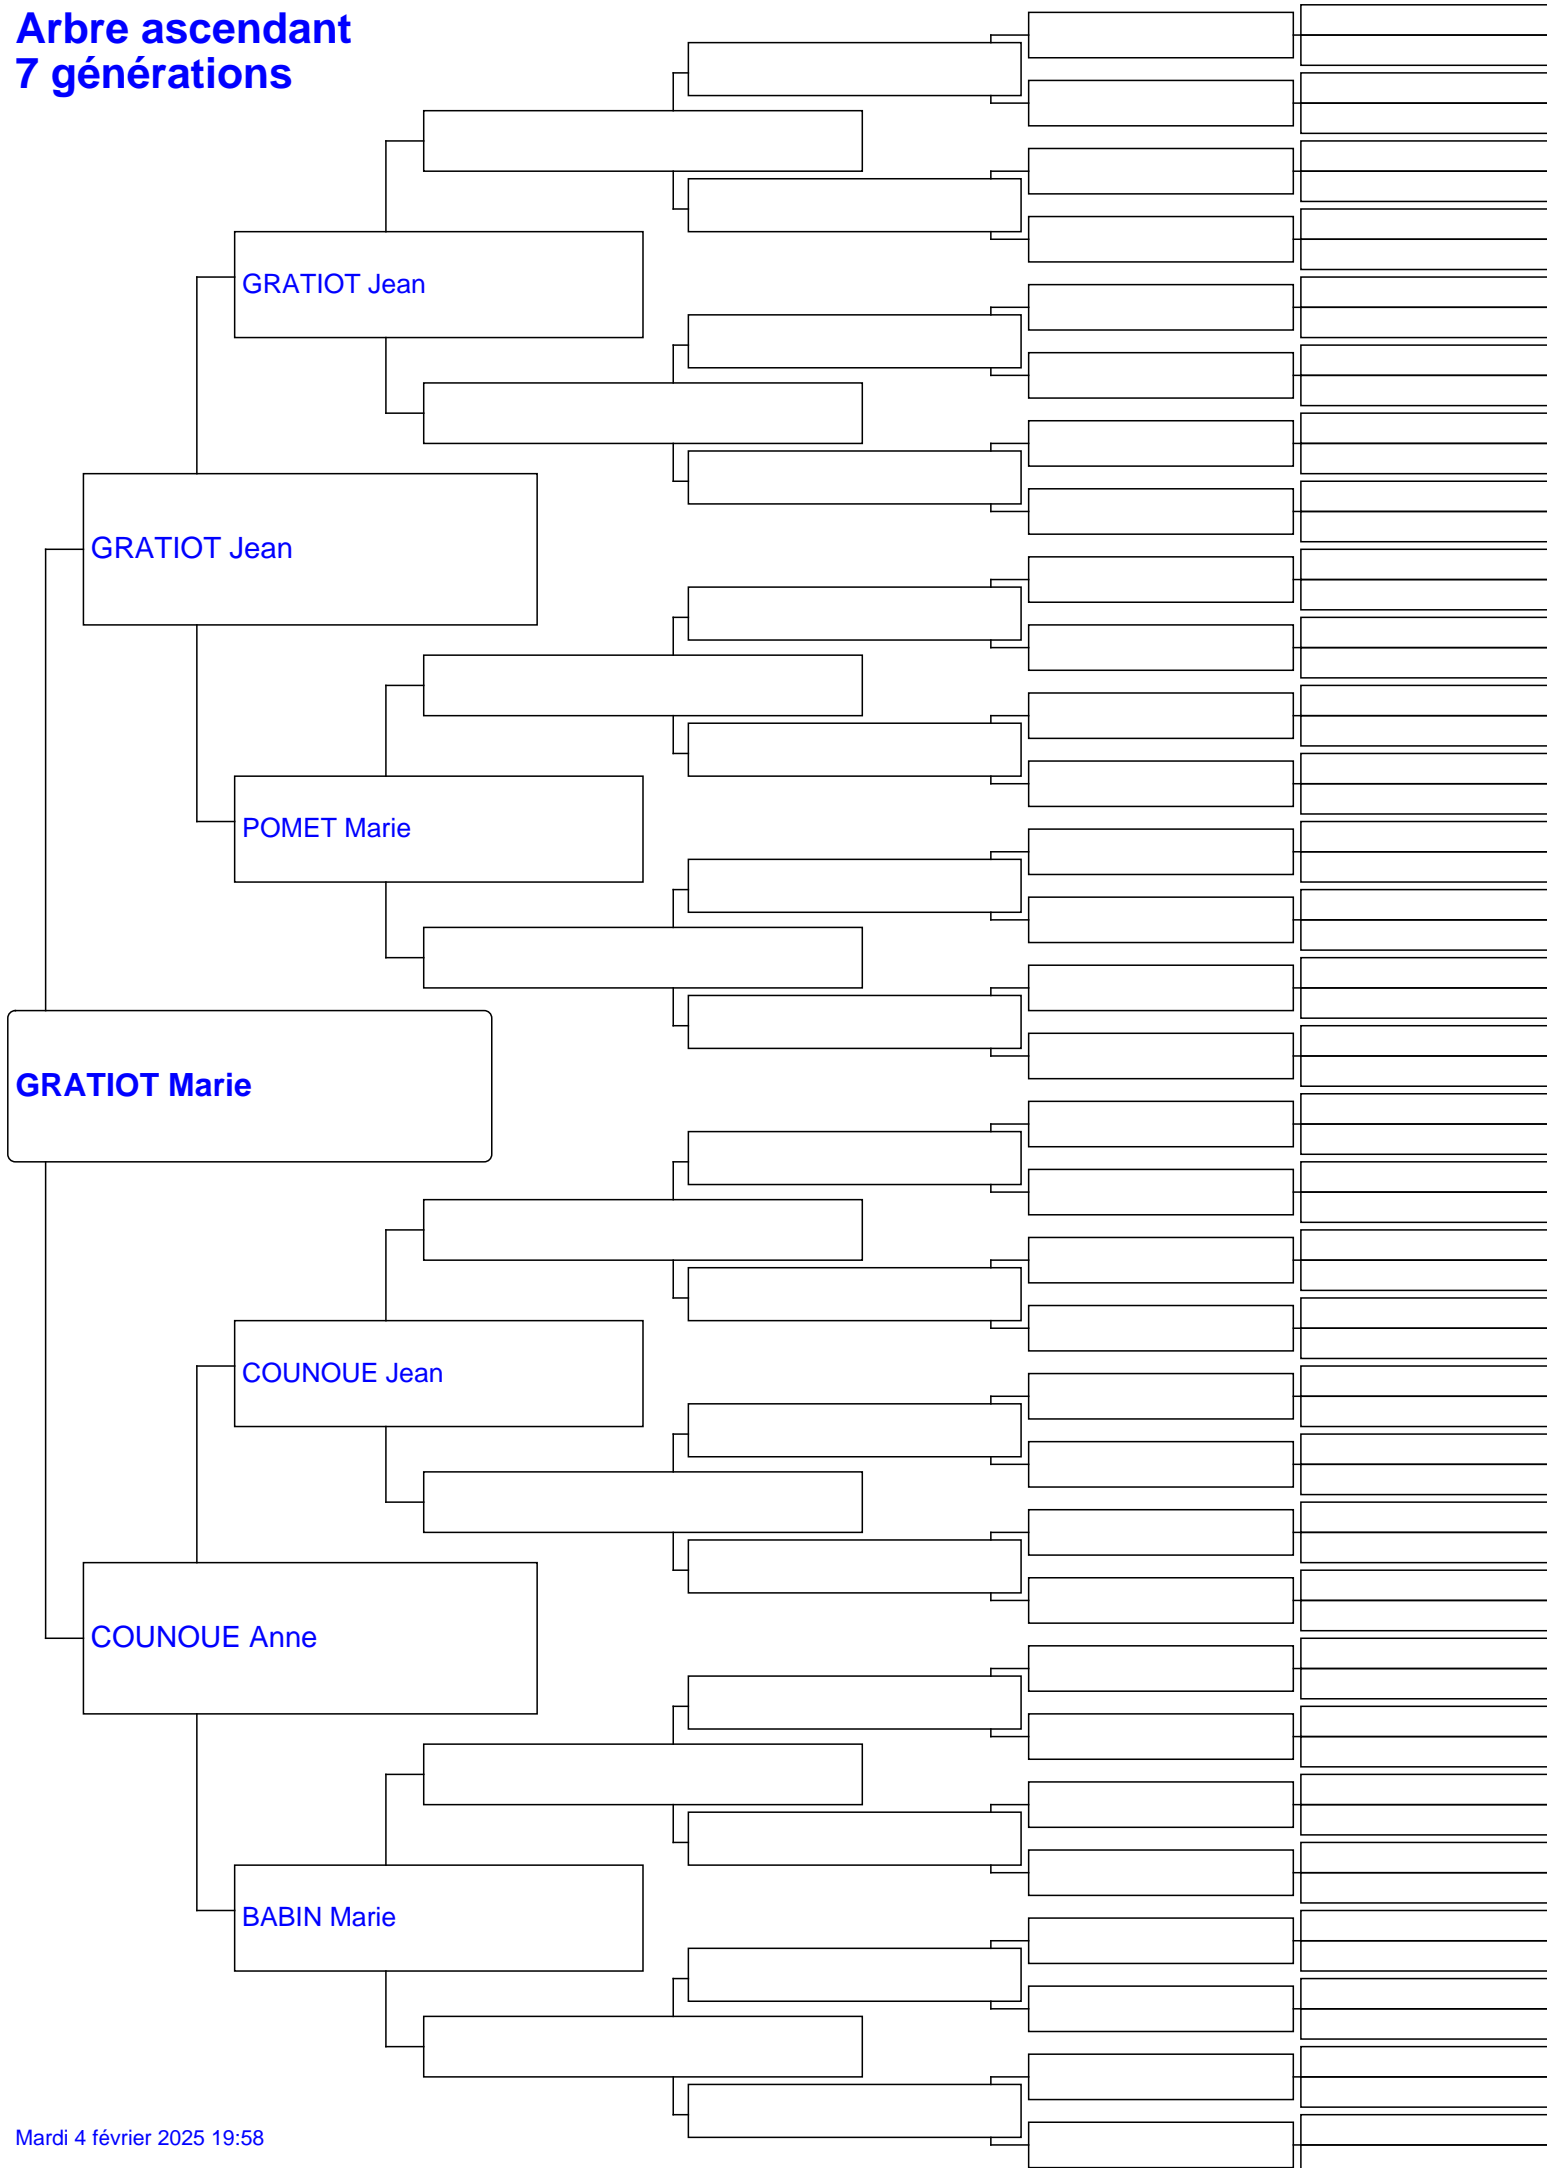 Arbre ascendant
7 générations
GRATIOT Jean
GRATIOT Jean
POMET Marie
GRATIOT Marie
COUNOUE Jean
COUNOUE Anne
BABIN Marie
Mardi 4 février 2025 19:58